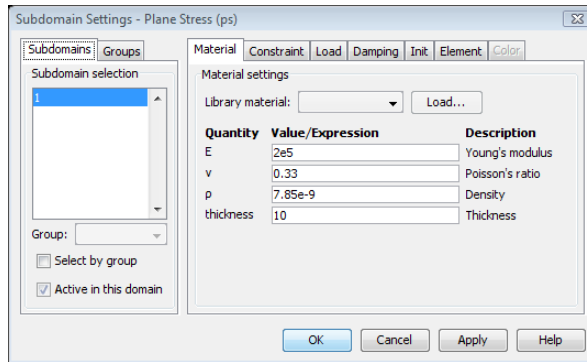 Subdomain Settings - Plane Stress (ps)
Subdomains Groups
Subdomain selection
1
Group:
Select by group
Active in this domain
Material Constraint Load Damping Init Element Color
Material settings
Library material: Load...
Quantity Value/Expression Description
E 2e5 Young's modulus
ν 0.33 Poisson's ratio
ρ 7.85e-9 Density
thickness 10 Thickness
OK Cancel Apply Help